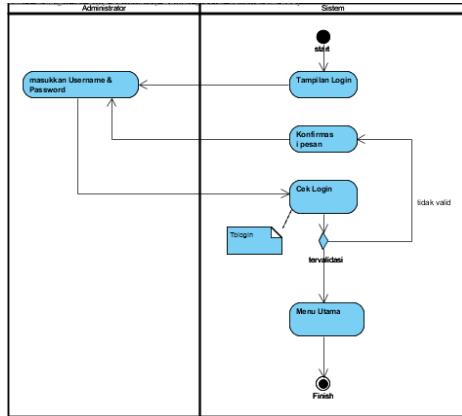 Administrator
Sistem
start
Tampilan Login
masukkan Username &
Password
Konfirmas
i pesan
Cek Login
tidak valid
Tblogin
tervalidasi
Menu Utama
Finish